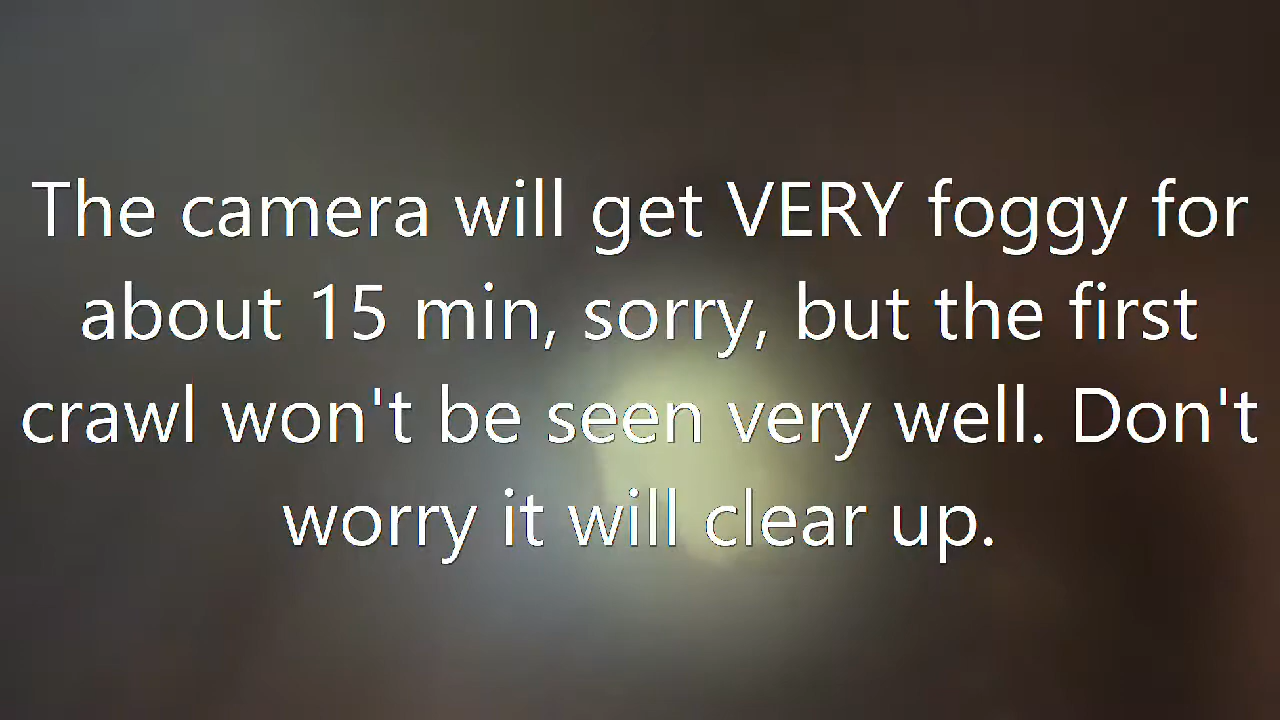 The camera will get VERY foggy for
about 15 min, sorry, but the first
crawl won't be seen very well. Don't
worry it will clear up.